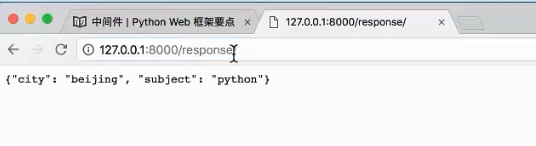 中间件 | Python Web 框架要点
127.0.0.1:8000/response/
127.0.0.1:8000/response/
{"city": "beijing", "subject": "python"}